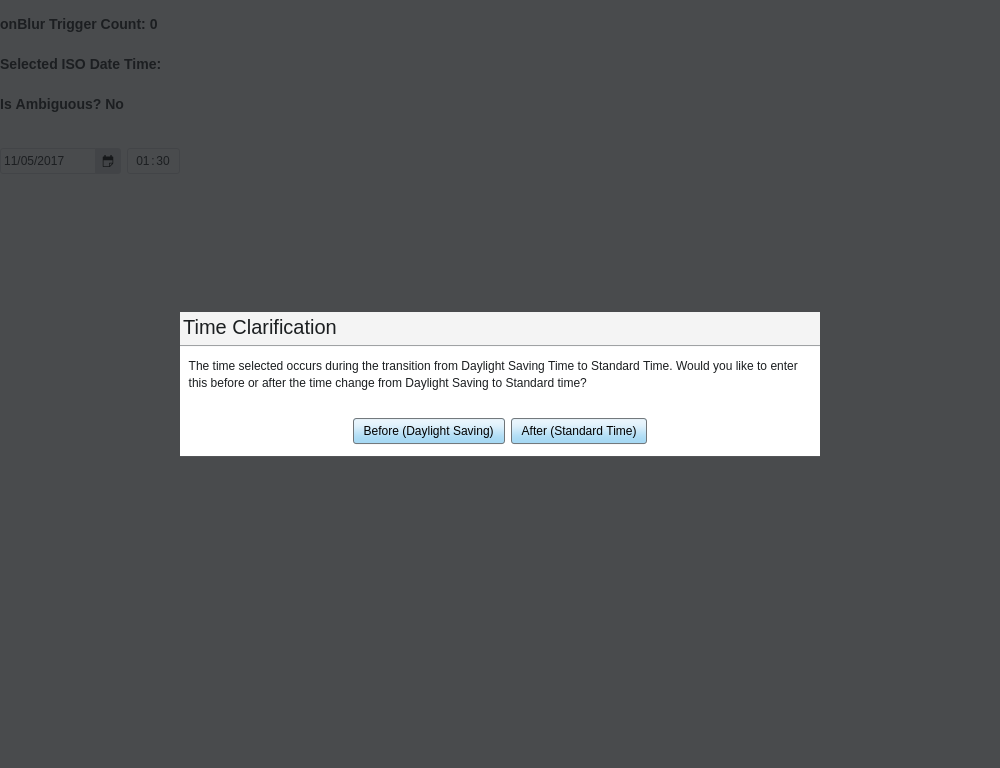 onBlur Trigger Count: 0
Selected ISO Date Time:
Is Ambiguous? No
11/05/2017 01:30
Time Clarification
The time selected occurs during the transition from Daylight Saving Time to Standard Time. Would you like to enter
this before or after the time change from Daylight Saving to Standard time?
Before (Daylight Saving) After (Standard Time)